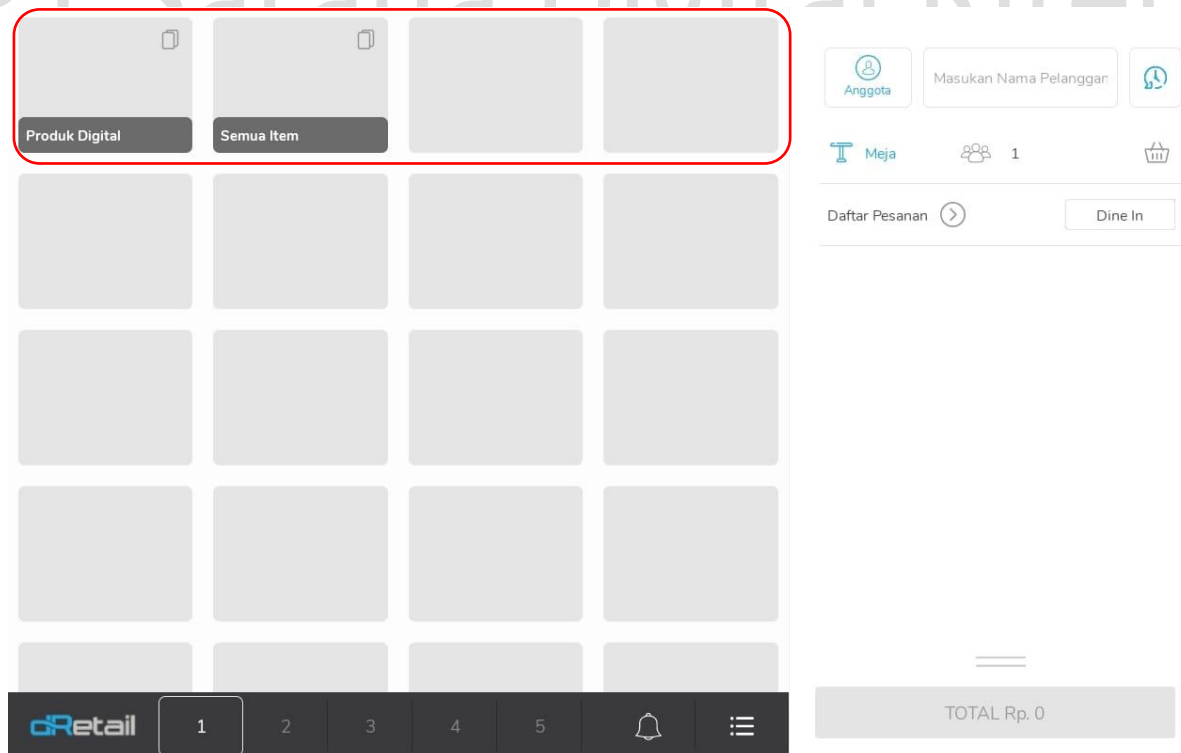 Produk Digital
Semua Item
Anggota
Masukan Nama Pelanggan
Meja
1
Daftar Pesanan
Dine In
dRetail
1
2
3
4
5
TOTAL Rp. 0